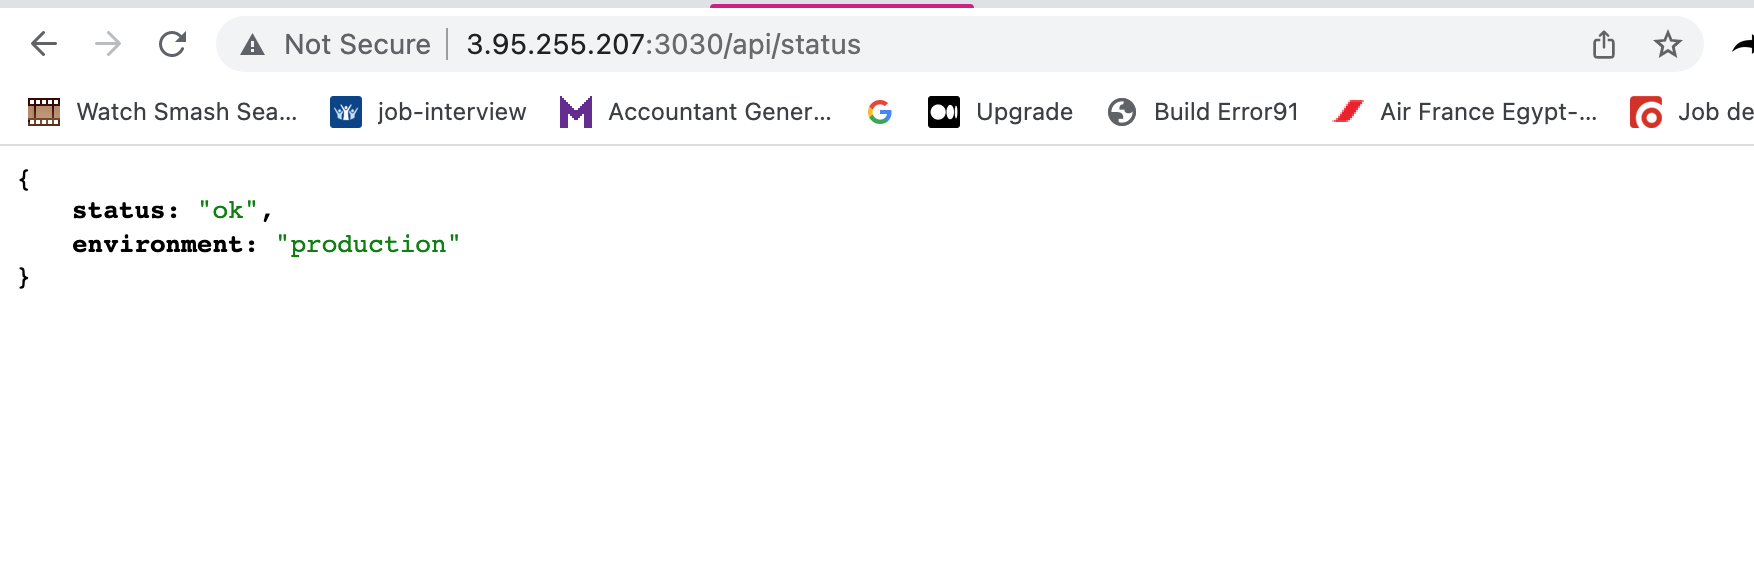 Not Secure 3.95.255.207:3030/api/status
Watch Smash Sea... job-interview Accountant Gener... Upgrade Build Error91 Air France Egypt-... Job de
{
status: "ok",
environment: "production"
}